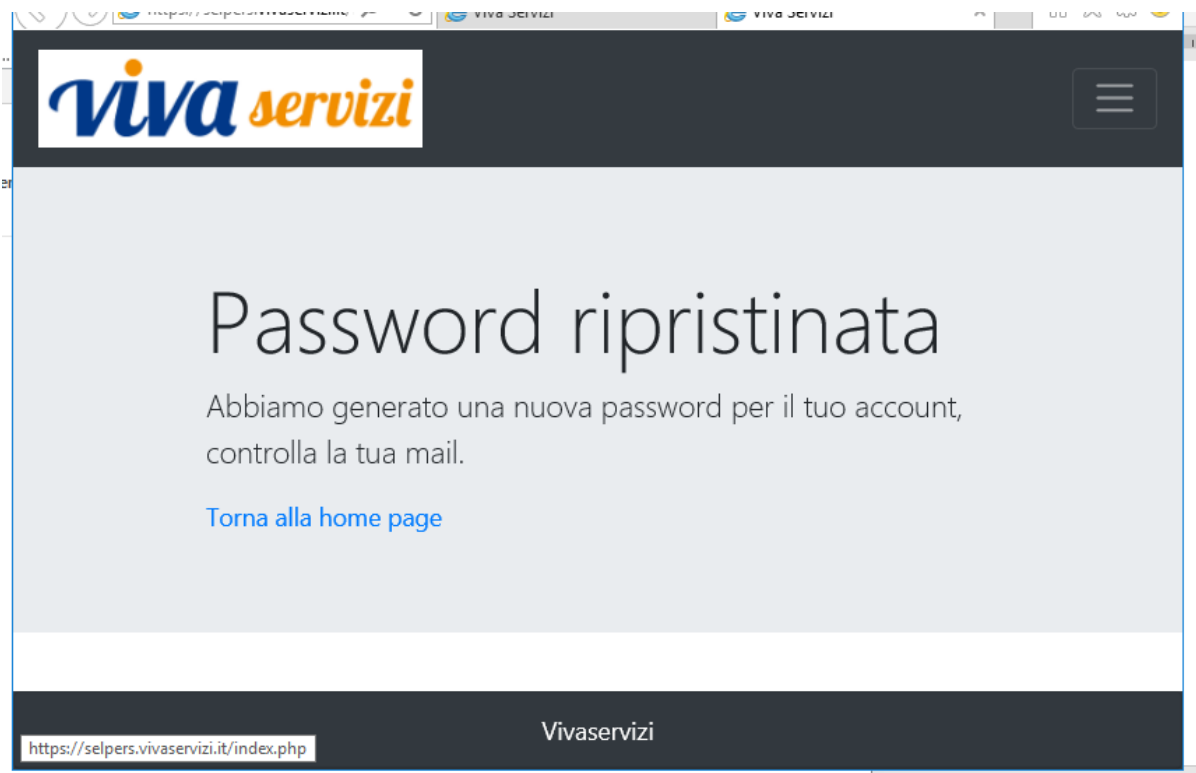 Viva Servizi
Viva Servizi
viva servizi
Password ripristinata
Abbiamo generato una nuova password per il tuo account,
controlla la tua mail.
Torna alla home page
Vivaservizi
https://selpers.vivaservizi.it/index.php